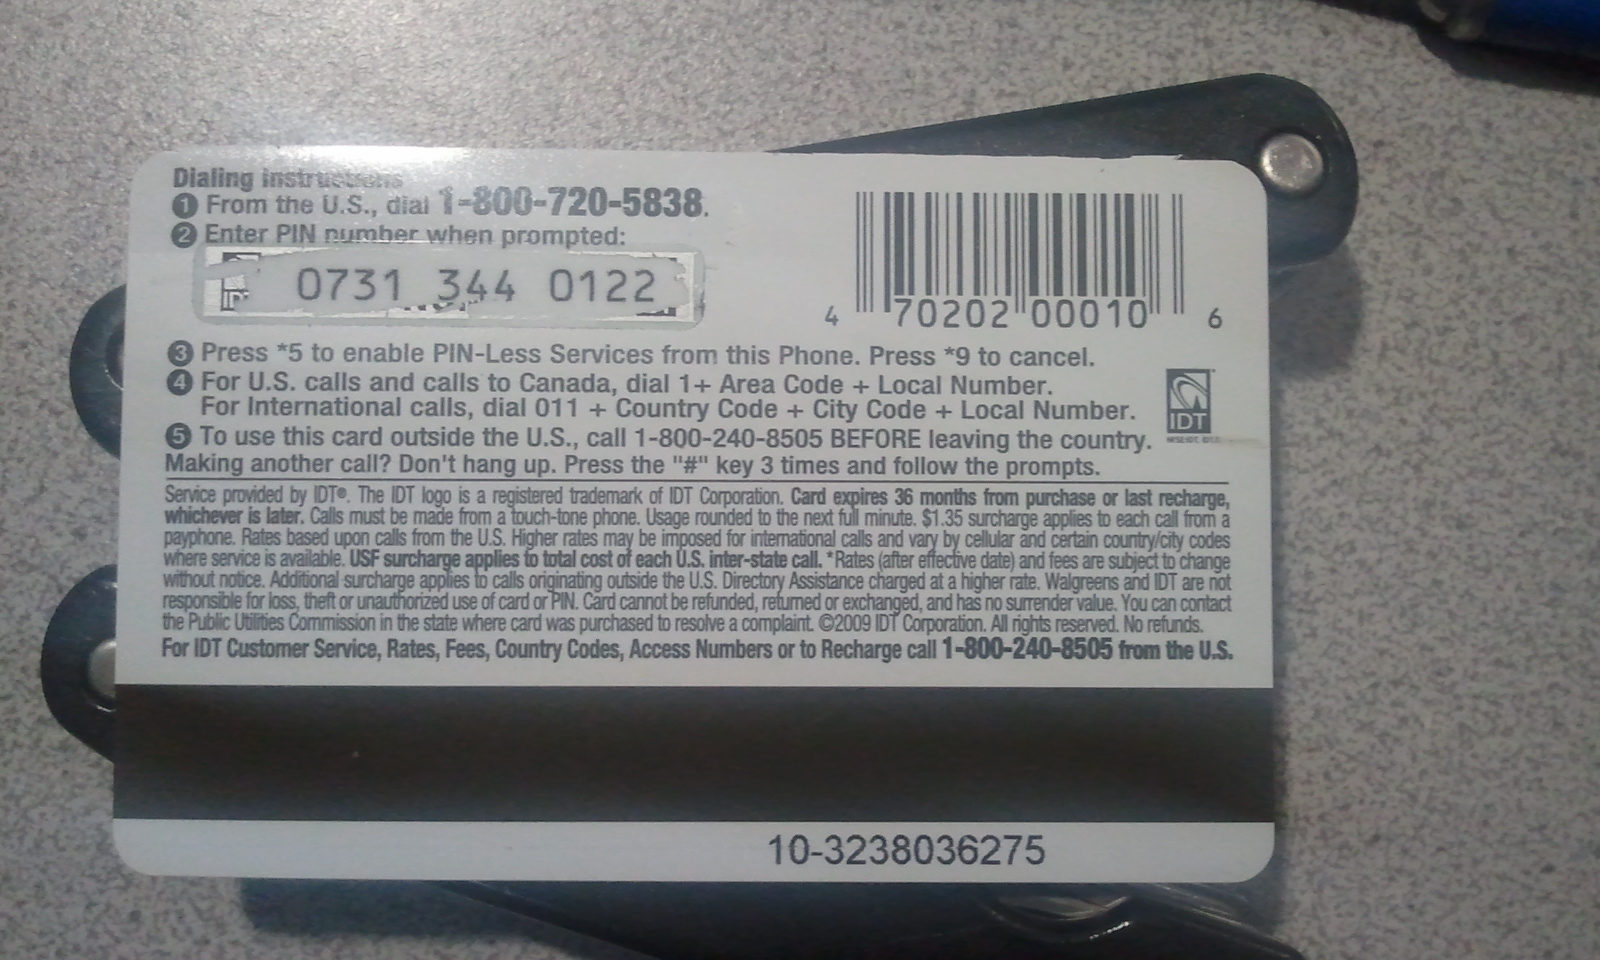 Dialing Instructions
1 From the U.S., dial 1-800-720-5838.
2 Enter PIN number when prompted:
0731 344 0122
4 70202 00010 6
3 Press *5 to enable PIN-Less Services from this Phone. Press *9 to cancel.
4 For U.S. calls and calls to Canada, dial 1+ Area Code + Local Number.
For International calls, dial 011 + Country Code + City Code + Local Number.
IDT
5 To use this card outside the U.S., call 1-800-240-8505 BEFORE leaving the country.
Making another call? Don't hang up. Press the "#" key 3 times and follow the prompts.
Service provided by IDT®. The IDT logo is a registered trademark of IDT Corporation. Card expires 36 months from purchase or last recharge,
whichever is later. Calls must be made from a touch-tone phone. Usage rounded to the next full minute. $1.35 surcharge applies to each call from a
payphone. Rates based upon calls from the U.S. Higher rates may be imposed for international calls and vary by cellular and certain country/city codes
where service is available. USF surcharge applies to total cost of each U.S. inter-state call. *Rates (after effective date) and fees are subject to change
without notice. Additional surcharge applies to calls originating outside the U.S. Directory Assistance charged at a higher rate. Walgreens and IDT are not
responsible for loss, theft or unauthorized use of card or PIN. Card cannot be refunded, returned or exchanged, and has no surrender value. You can contact
the Public Utilities Commission in the state where card was purchased to resolve a complaint. ©2009 IDT Corporation. All rights reserved. No refunds.
For IDT Customer Service, Rates, Fees, Country Codes, Access Numbers or to Recharge call 1-800-240-8505 from the U.S.
10-3238036275